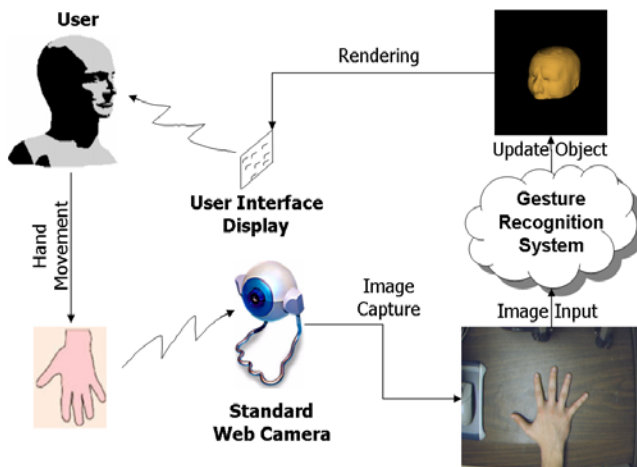 User
Rendering
Update Object
User Interface
Display
Gesture
Recognition
System
Hand
Movement
Image
Capture
Image Input
Standard
Web Camera